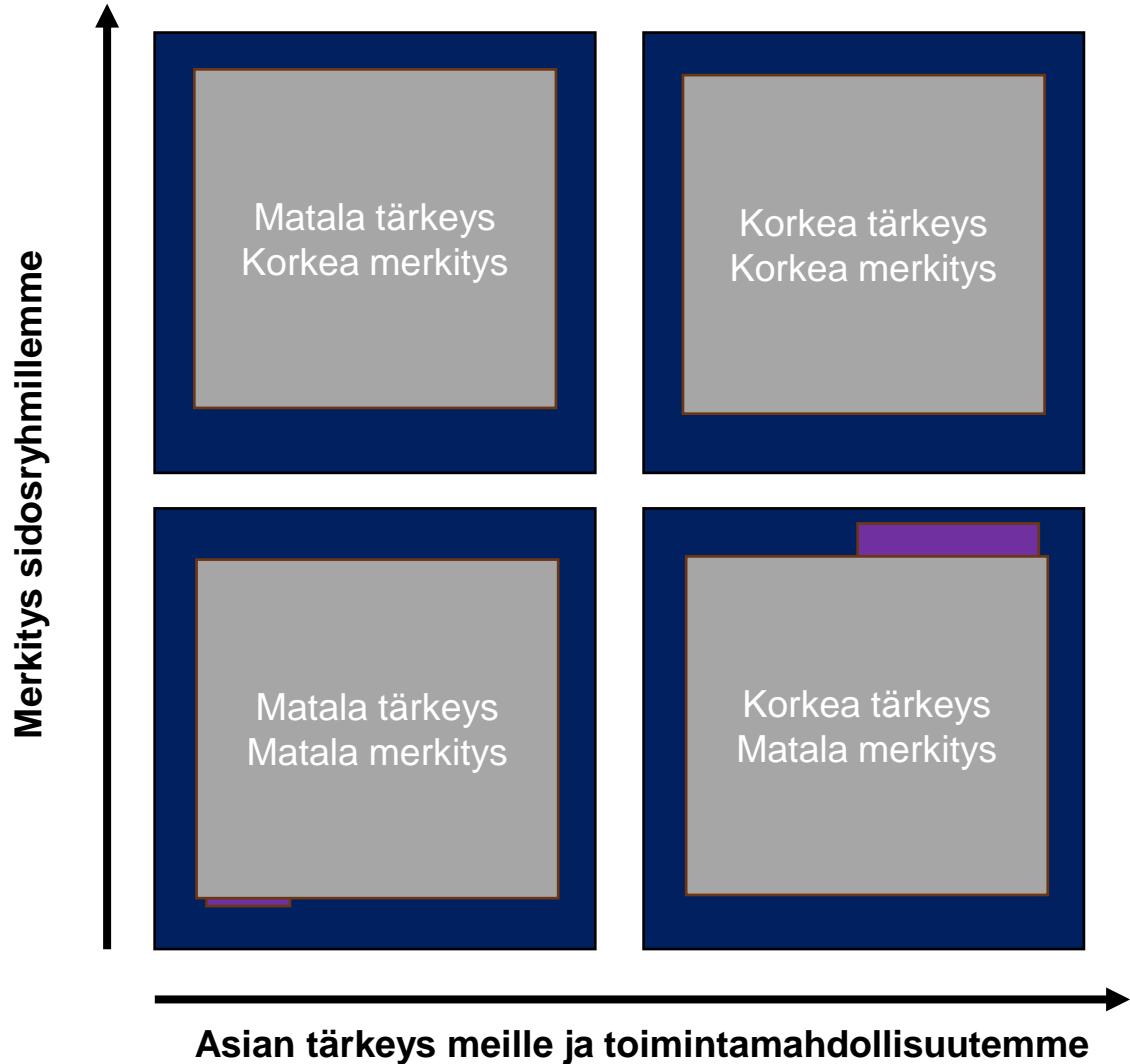 Merkitys sidosryhmillemme
Matala tärkeys
Korkea merkitys
Korkea tärkeys
Korkea merkitys
Matala tärkeys
Matala merkitys
Korkea tärkeys
Matala merkitys
Asian tärkeys meille ja toimintamahdollisuutemme